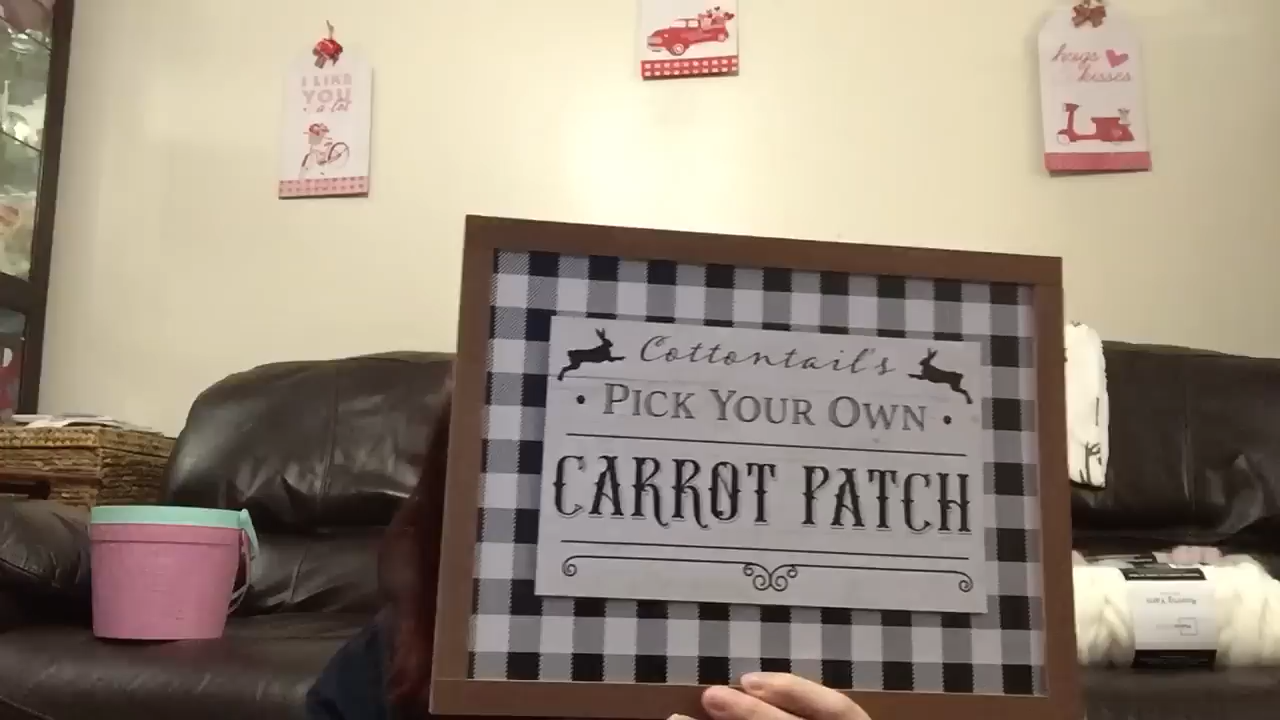 I LIKE
YOU
a lot
hugs
kisses
Cottontail's
• PICK YOUR OWN •
CARROT PATCH